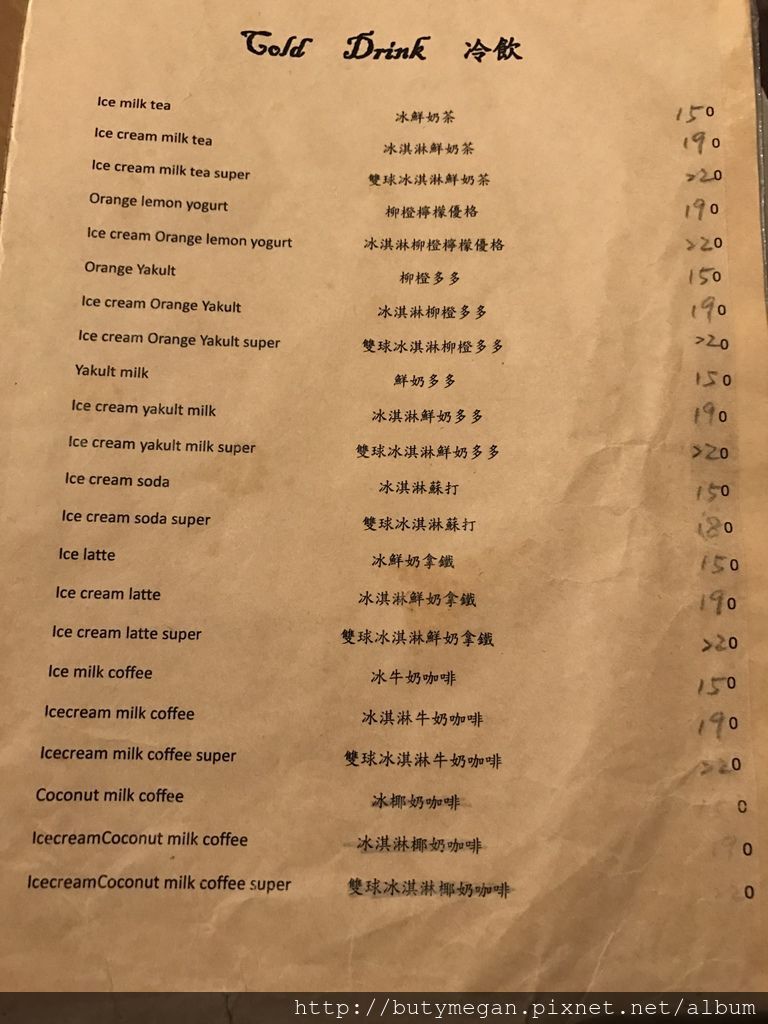 Cold Drink 冷飲
Ice milk tea 冰鮮奶茶 150
Ice cream milk tea 冰淇淋鮮奶茶 190
Ice cream milk tea super 雙球冰淇淋鮮奶茶 220
Orange lemon yogurt 柳橙檸檬優格 190
Ice cream Orange lemon yogurt 冰淇淋柳橙檸檬優格 220
Orange Yakult 柳橙多多 150
Ice cream Orange Yakult 冰淇淋柳橙多多 190
Ice cream Orange Yakult super 雙球冰淇淋柳橙多多 220
Yakult milk 鮮奶多多 150
Ice cream yakult milk 冰淇淋鮮奶多多 190
Ice cream yakult milk super 雙球冰淇淋鮮奶多多 220
Ice cream soda 冰淇淋蘇打 150
Ice cream soda super 雙球冰淇淋蘇打 180
Ice latte 冰鮮奶拿鐵 150
Ice cream latte 冰淇淋鮮奶拿鐵 190
Ice cream latte super 雙球冰淇淋鮮奶拿鐵 220
Ice milk coffee 冰牛奶咖啡 150
Icecream milk coffee 冰淇淋牛奶咖啡 190
Icecream milk coffee super 雙球冰淇淋牛奶咖啡 220
Coconut milk coffee 冰椰奶咖啡
IcecreamCoconut milk coffee 冰淇淋椰奶咖啡
IcecreamCoconut milk coffee super 雙球冰淇淋椰奶咖啡
http://butymegan.pixnet.net/album